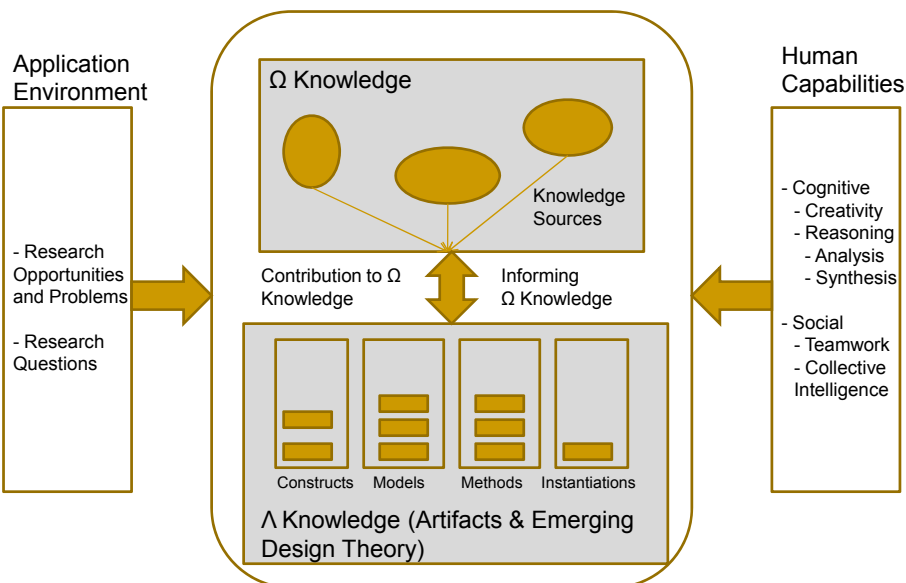 Application
Environment
- Research
Opportunities
and Problems
- Research
Questions
Ω Knowledge
Knowledge
Sources
Contribution to Ω
Knowledge
Informing
Ω Knowledge
Constructs
Models
Methods
Instantiations
Λ Knowledge (Artifacts & Emerging
Design Theory)
Human
Capabilities
- Cognitive
- Creativity
- Reasoning
- Analysis
- Synthesis
- Social
- Teamwork
- Collective
Intelligence